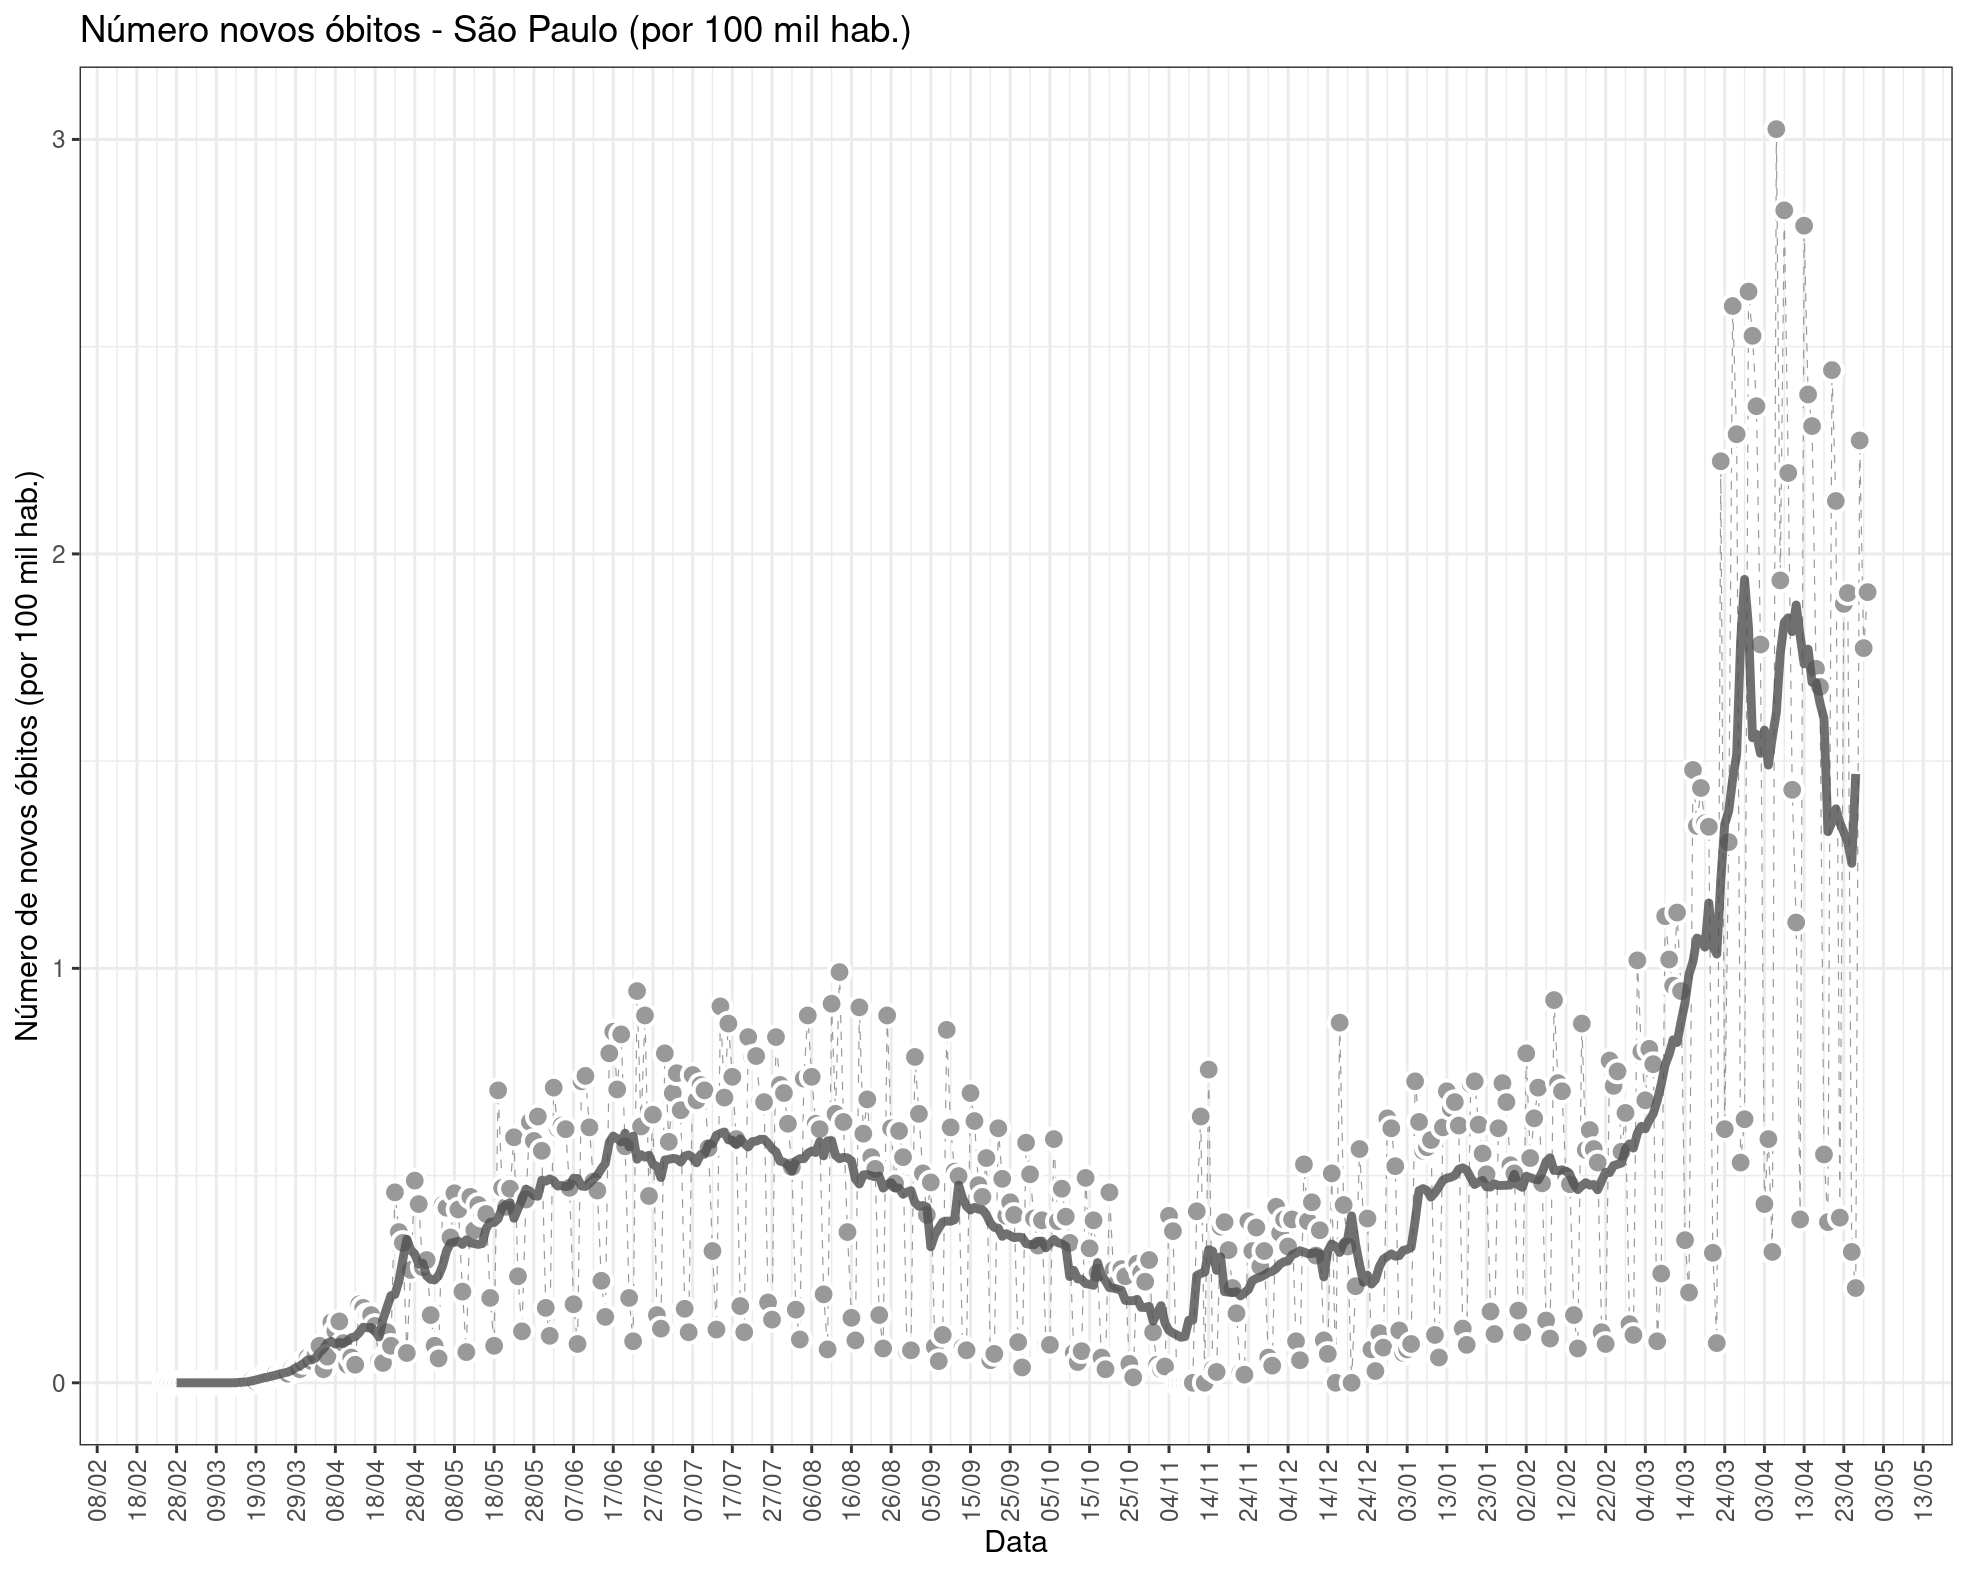 Número novos óbitos - São Paulo (por 100 mil hab.)
Número de novos óbitos (por 100 mil hab.)
3
2
1
0
08/02 18/02 28/02 09/03 19/03 29/03 08/04 18/04 28/04 08/05 18/05 28/05 07/06 17/06 27/06 07/07 17/07 27/07 06/08 16/08 26/08 05/09 15/09 25/09 05/10 15/10 25/10 04/11 14/11 24/11 04/12 14/12 24/12 03/01 13/01 23/01 02/02 12/02 22/02 04/03 14/03 24/03 03/04 13/04 23/04 03/05 13/05
Data